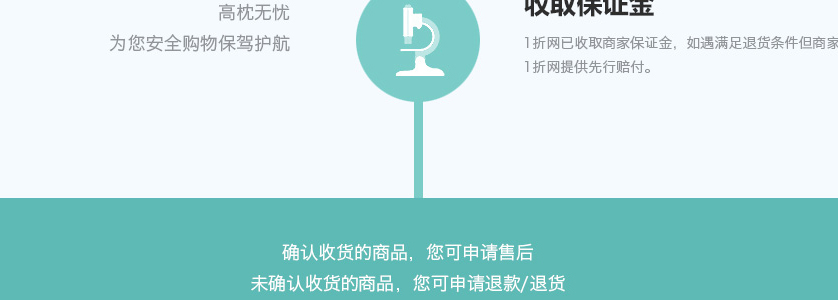 高枕无忧
为您安全购物保驾护航
收取保证金
1折网已收取商家保证金，如遇满足退货条件但商家
1折网提供先行赔付。
确认收货的商品，您可申请售后
未确认收货的商品，您可申请退款/退货